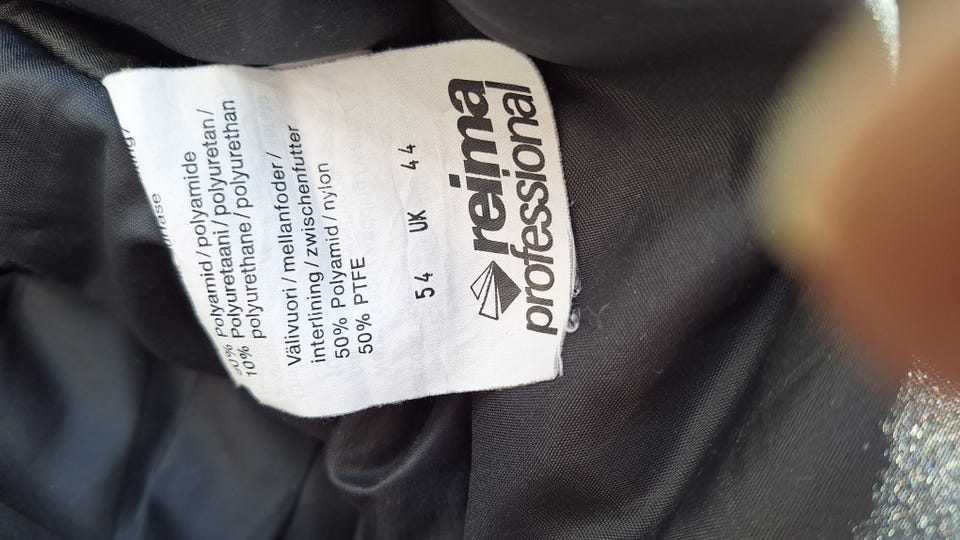 Polyamid / polyamide
10% Polyuretaani / polyuretan /
polyurethane / polyurethan
Välivuori / mellanfoder /
interlining / zwischenfutter
50% Polyamid / nylon
50% PTFE
54 UK 44
reima
professional